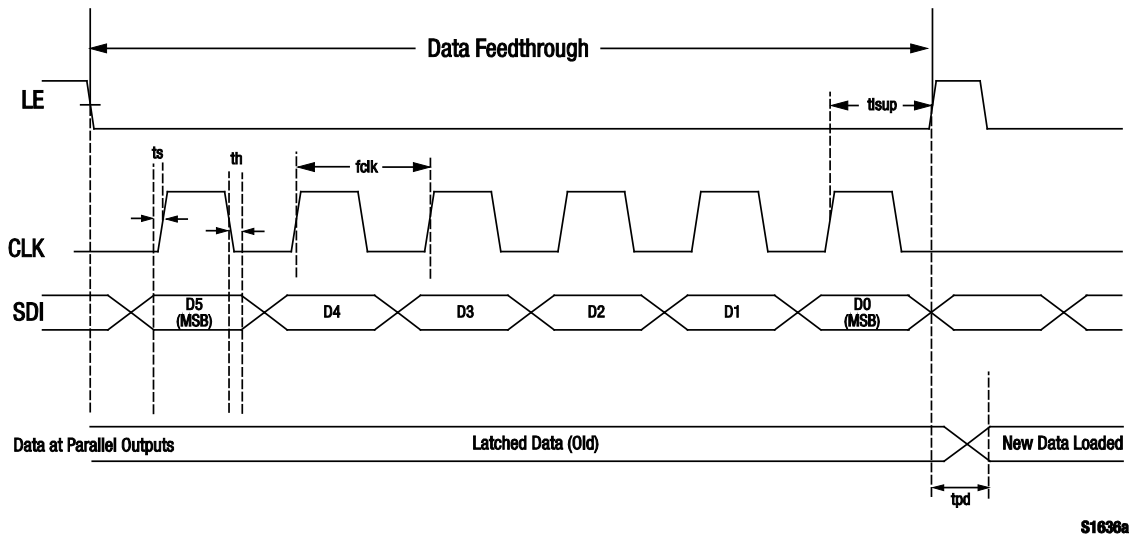 Data Feedthrough
LE
tlsup
ts
th
fclk
CLK
SDI
D5
(MSB)
D4
D3
D2
D1
D0
(MSB)
Data at Parallel Outputs
Latched Data (Old)
New Data Loaded
tpd
S1636a